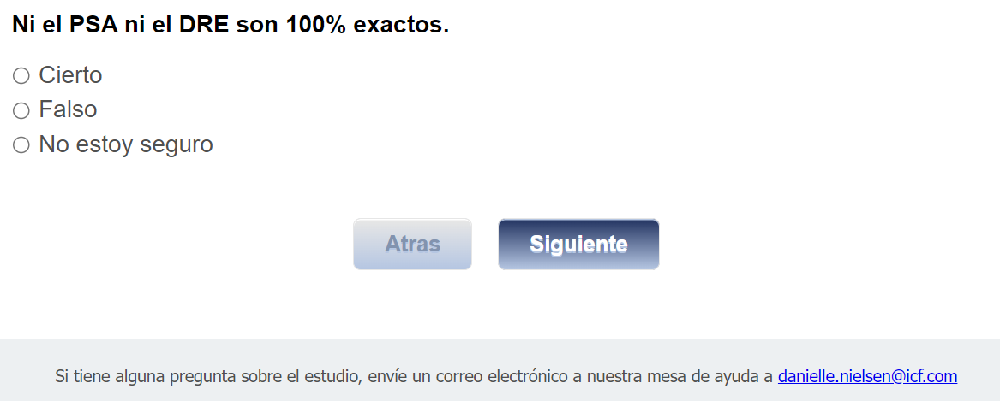 Ni el PSA ni el DRE son 100% exactos.
Cierto
Falso
No estoy seguro
Atras
Siguiente
Si tiene alguna pregunta sobre el estudio, envíe un correo electrónico a nuestra mesa de ayuda a danielle.nielsen@icf.com